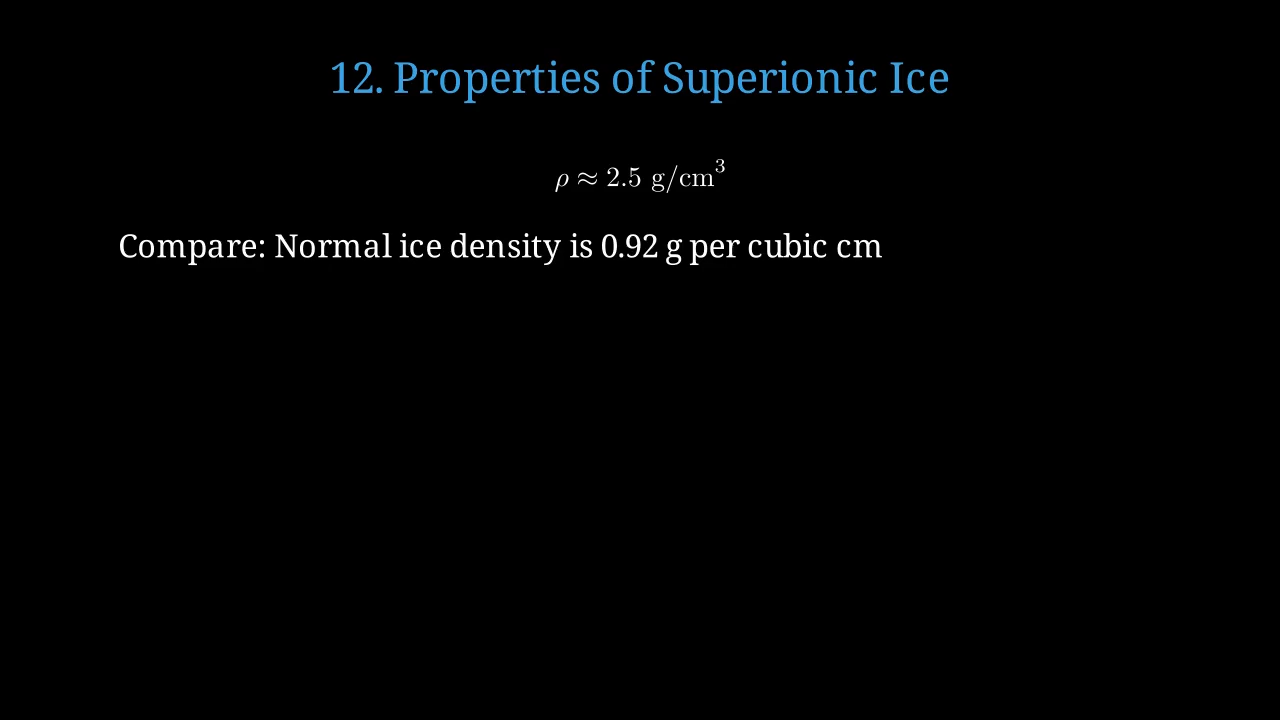 12. Properties of Superionic Ice
ρ ≈ 2.5 g/cm³
Compare: Normal ice density is 0.92 g per cubic cm